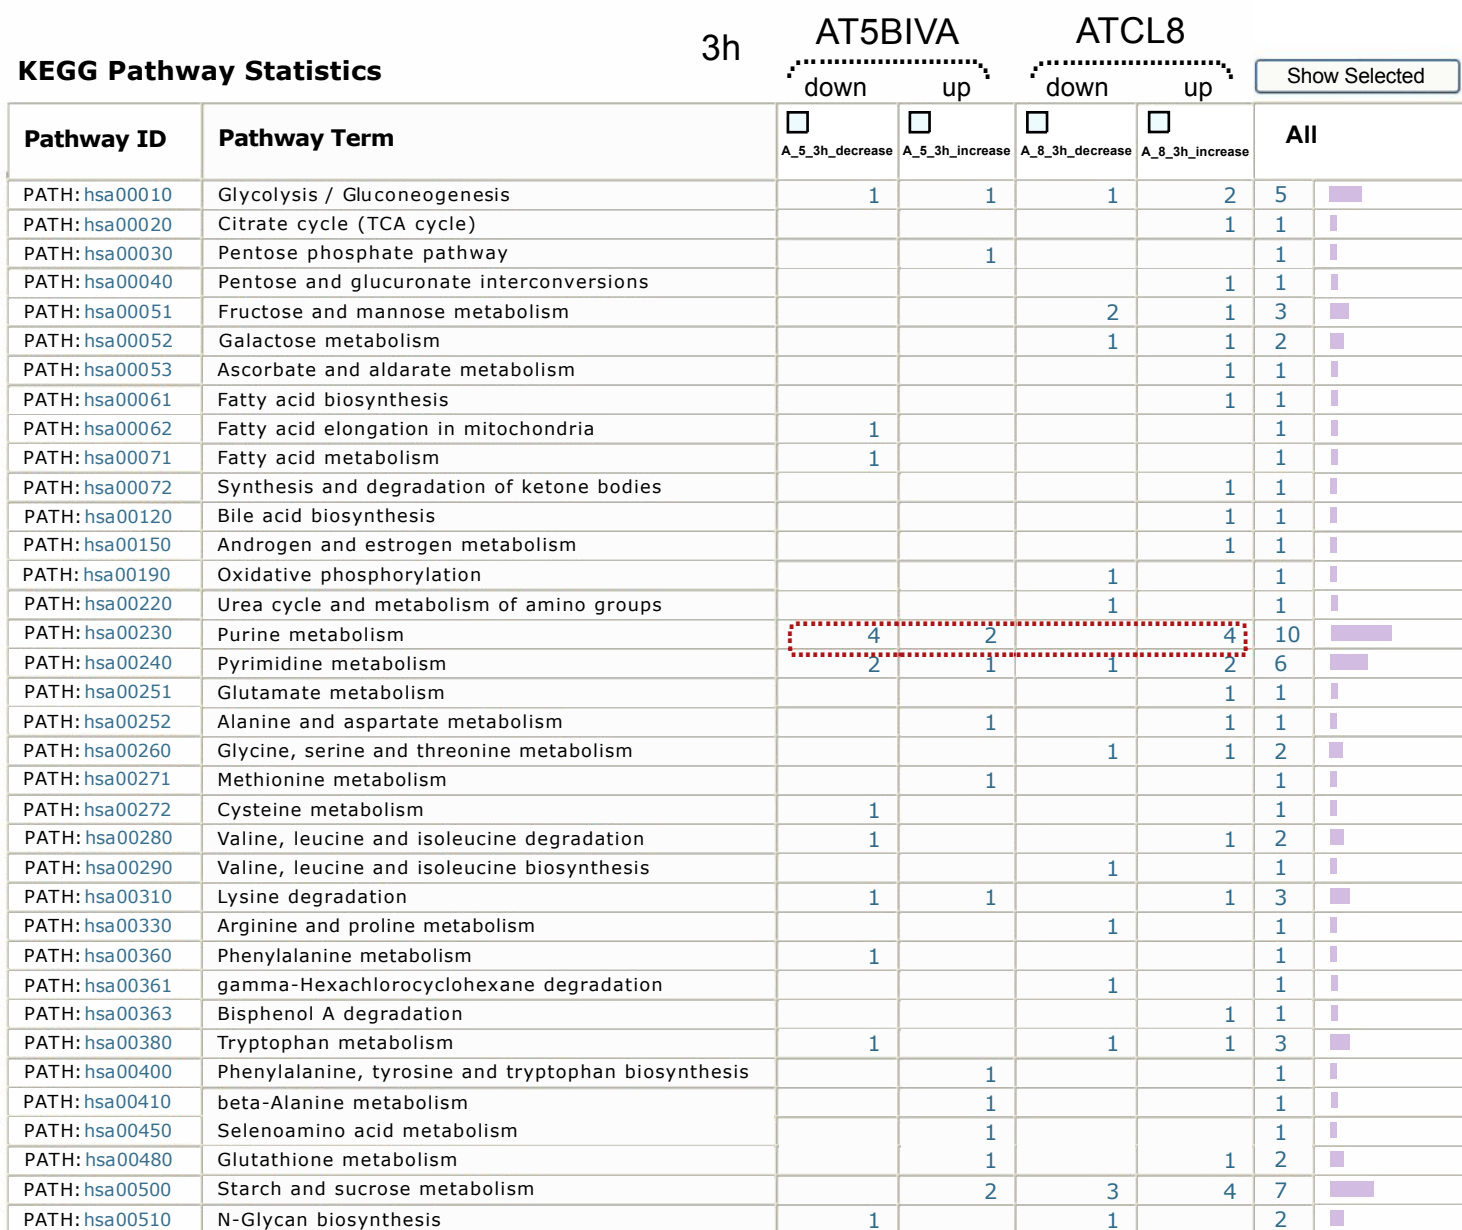 3h AT5BIVA ATCL8
KEGG Pathway Statistics
down up down up Show Selected
Pathway ID Pathway Term A_5_3h_decrease A_5_3h_increase A_8_3h_decrease A_8_3h_increase All
PATH: hsa00010 Glycolysis / Gluconeogenesis 1 1 1 2 5
PATH: hsa00020 Citrate cycle (TCA cycle) 1 1
PATH: hsa00030 Pentose phosphate pathway 1 1
PATH: hsa00040 Pentose and glucuronate interconversions 1 1
PATH: hsa00051 Fructose and mannose metabolism 2 1 3
PATH: hsa00052 Galactose metabolism 1 1 2
PATH: hsa00053 Ascorbate and aldarate metabolism 1 1
PATH: hsa00061 Fatty acid biosynthesis 1 1
PATH: hsa00062 Fatty acid elongation in mitochondria 1 1
PATH: hsa00071 Fatty acid metabolism 1 1
PATH: hsa00072 Synthesis and degradation of ketone bodies 1 1
PATH: hsa00120 Bile acid biosynthesis 1 1
PATH: hsa00150 Androgen and estrogen metabolism 1 1
PATH: hsa00190 Oxidative phosphorylation 1 1
PATH: hsa00220 Urea cycle and metabolism of amino groups 1 1
PATH: hsa00230 Purine metabolism 4 2 4 10
PATH: hsa00240 Pyrimidine metabolism 2 1 1 2 6
PATH: hsa00251 Glutamate metabolism 1 1
PATH: hsa00252 Alanine and aspartate metabolism 1 1 1
PATH: hsa00260 Glycine, serine and threonine metabolism 1 1 2
PATH: hsa00271 Methionine metabolism 1 1
PATH: hsa00272 Cysteine metabolism 1 1
PATH: hsa00280 Valine, leucine and isoleucine degradation 1 1 2
PATH: hsa00290 Valine, leucine and isoleucine biosynthesis 1 1
PATH: hsa00310 Lysine degradation 1 1 1 3
PATH: hsa00330 Arginine and proline metabolism 1 1
PATH: hsa00360 Phenylalanine metabolism 1 1
PATH: hsa00361 gamma-Hexachlorocyclohexane degradation 1 1
PATH: hsa00363 Bisphenol A degradation 1 1
PATH: hsa00380 Tryptophan metabolism 1 1 1 3
PATH: hsa00400 Phenylalanine, tyrosine and tryptophan biosynthesis 1 1
PATH: hsa00410 beta-Alanine metabolism 1 1
PATH: hsa00450 Selenoamino acid metabolism 1 1
PATH: hsa00480 Glutathione metabolism 1 1 2
PATH: hsa00500 Starch and sucrose metabolism 2 3 4 7
PATH: hsa00510 N-Glycan biosynthesis 1 1 2